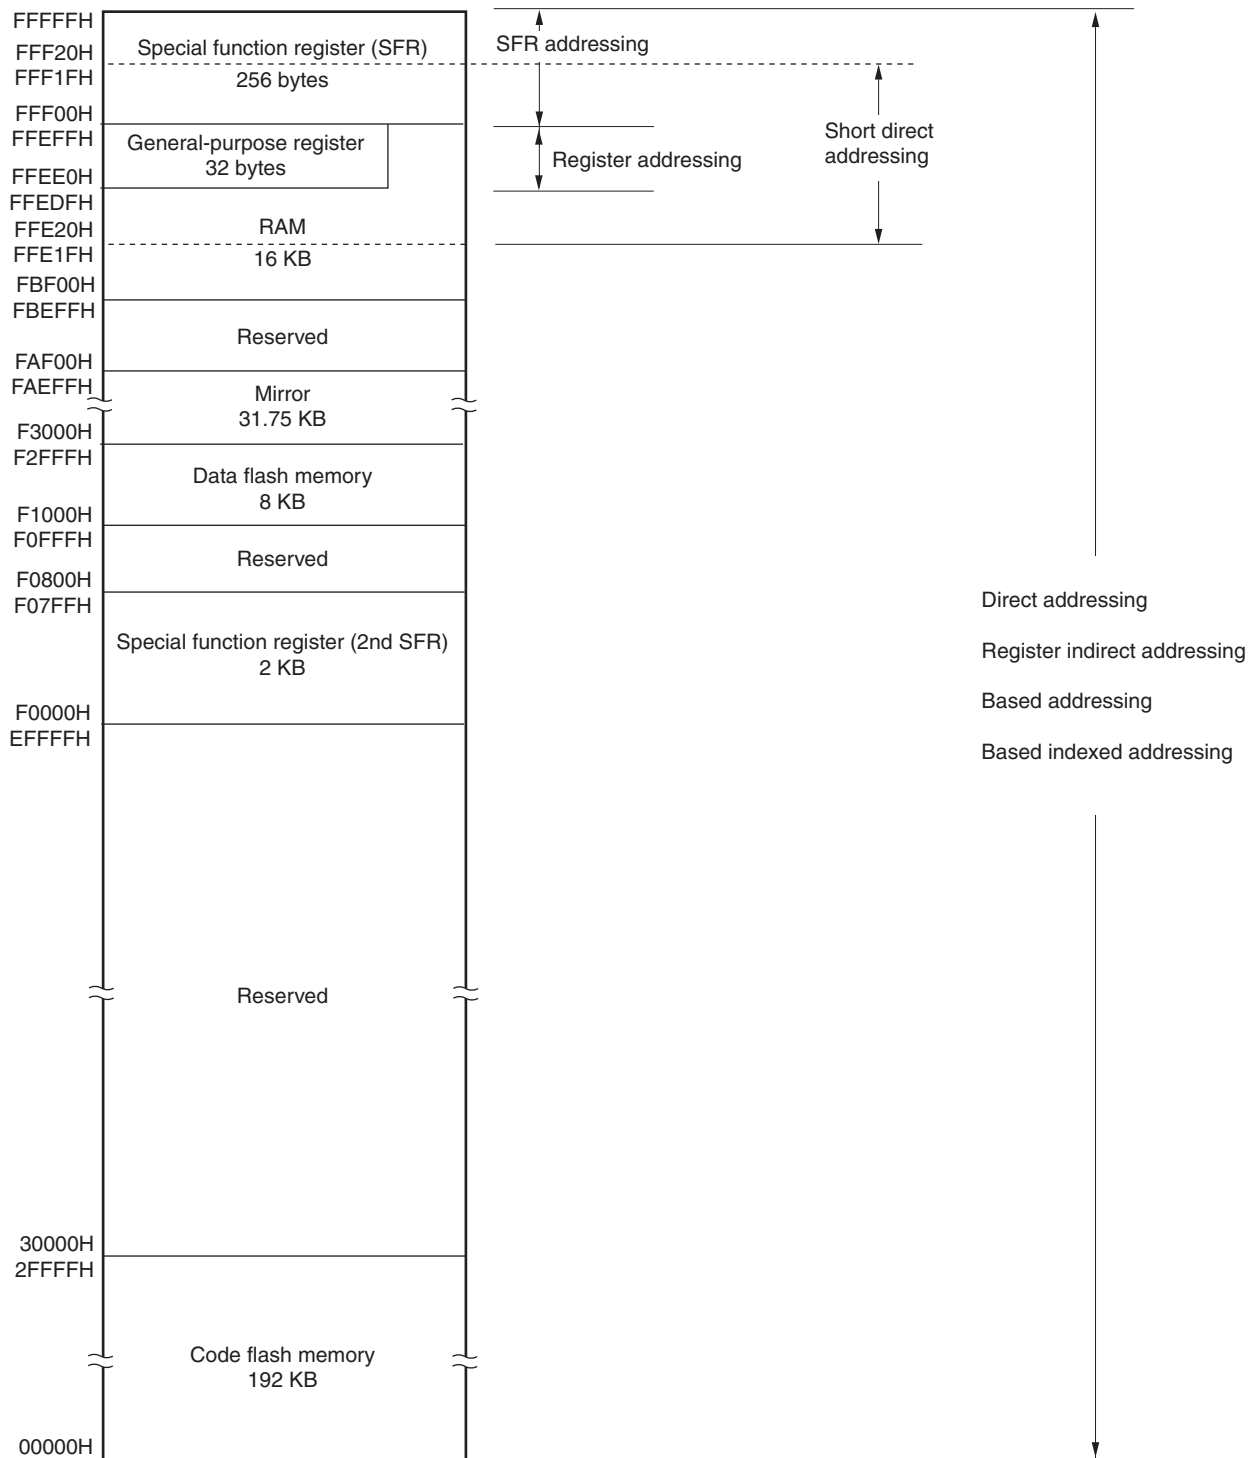 FFFFFH
FFF20H
FFF1FH
FFF00H
FFEFFH
FFEE0H
FFEDFH
FFE20H
FFE1FH
FBF00H
FBEFFH
FAF00H
FAEFFH
F3000H
F2FFFH
F1000H
F0FFFH
F0800H
F07FFH
F0000H
EFFFFH
30000H
2FFFFH
00000H
Special function register (SFR)
256 bytes
General-purpose register
32 bytes
RAM
16 KB
Reserved
Mirror
31.75 KB
Data flash memory
8 KB
Reserved
Special function register (2nd SFR)
2 KB
Reserved
Code flash memory
192 KB
SFR addressing
Register addressing
Short direct
addressing
Direct addressing
Register indirect addressing
Based addressing
Based indexed addressing